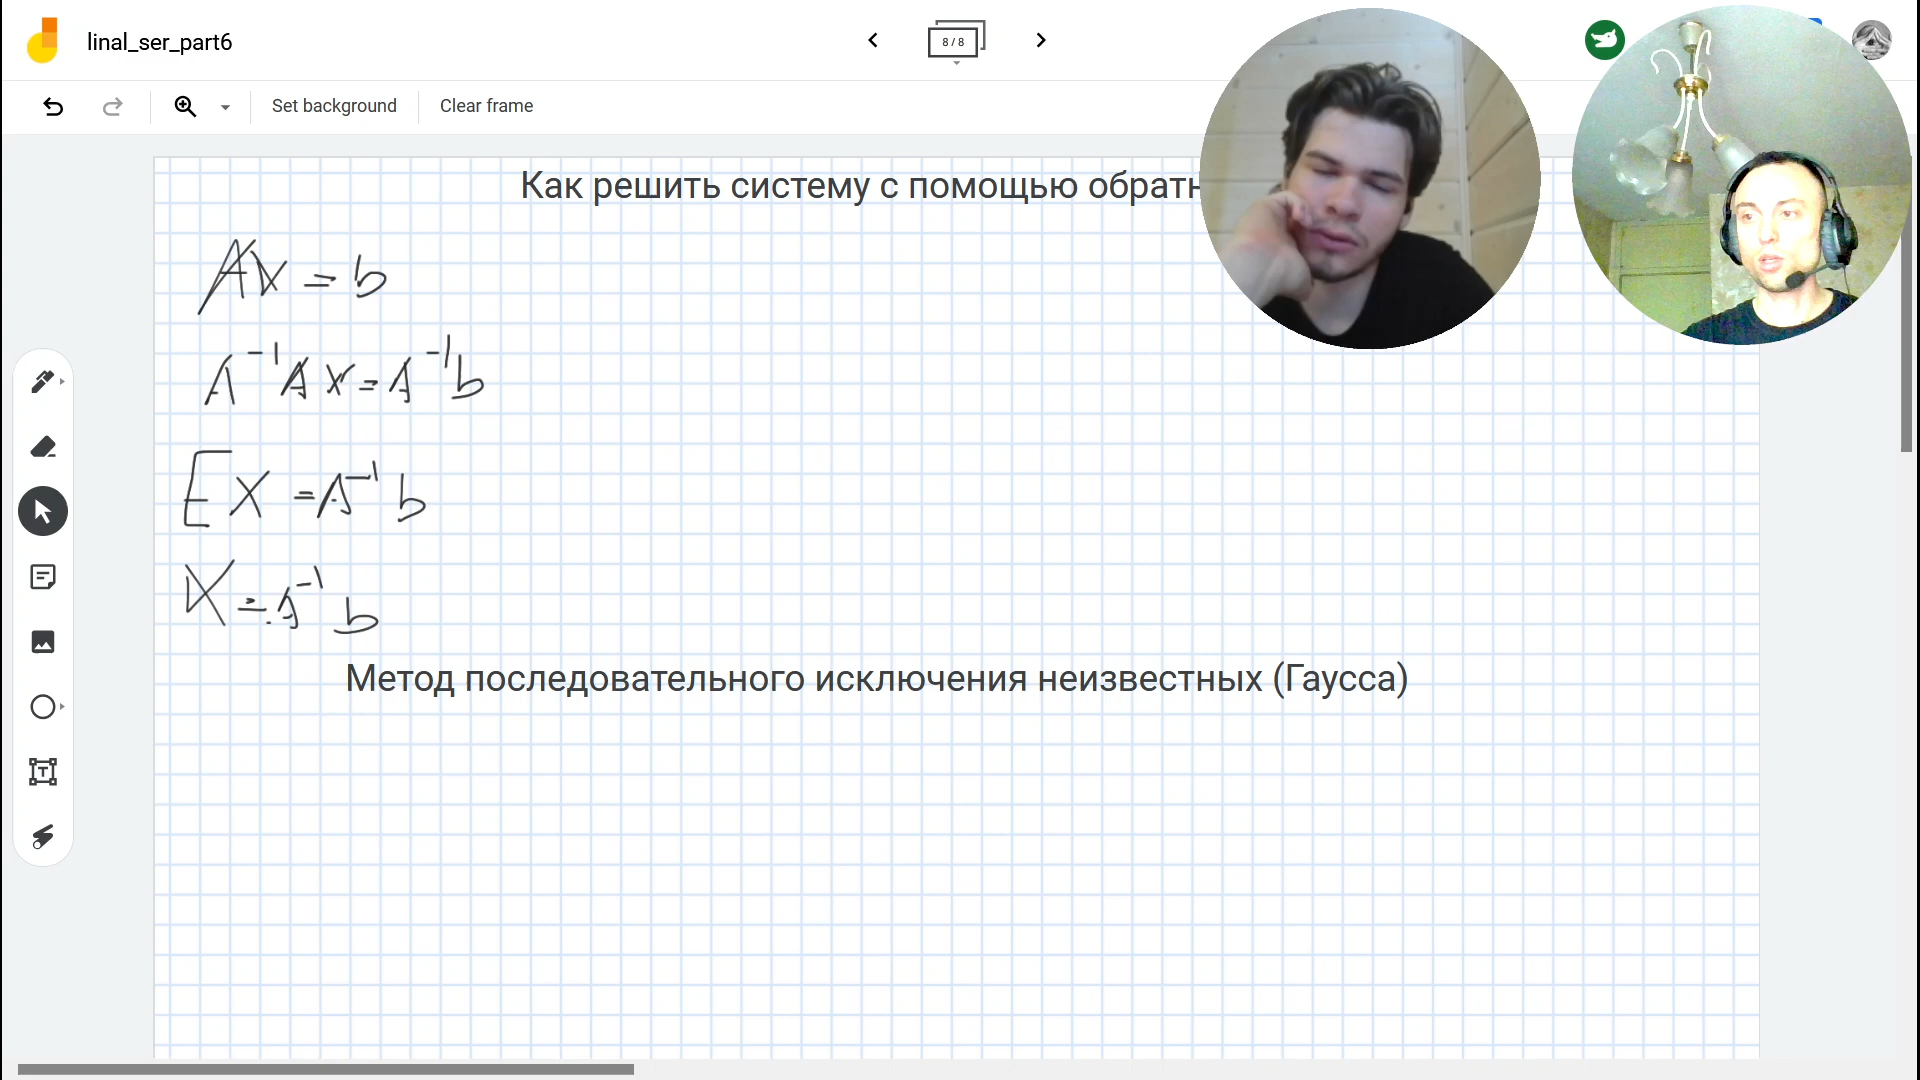 linal_ser_part6
8 / 8
Set background
Clear frame
Как решить систему с помощью
AX = b
A⁻¹AX = A⁻¹b
EX = A⁻¹b
X = A⁻¹b
Метод последовательного исключения неизвестных (Гаусса)